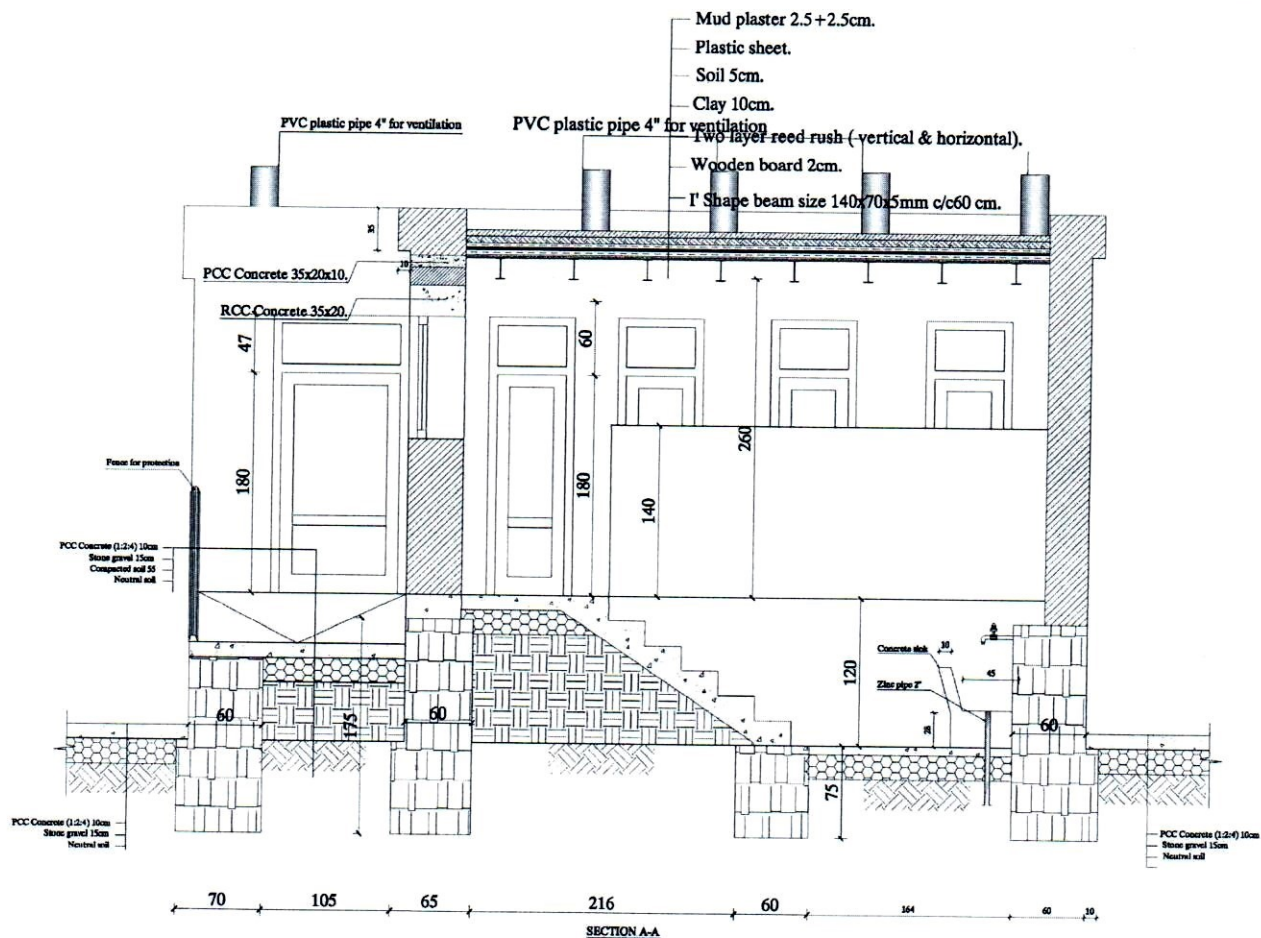 Mud plaster 2.5+2.5cm.
Plastic sheet.
Soil 5cm.
Clay 10cm.
PVC plastic pipe 4" for ventilation
PVC plastic pipe 4" for ventilation
Two layer reed rush ( vertical & horizontal).
Wooden board 2cm.
I' Shape beam size 140x70x5mm c/c60 cm.
35
10
PCC Concrete 35x20x10.
RCC Concrete 35x20.
47
60
260
180
180
140
Fence for protection
PCC Concrete (1:2:4) 10cm
Stone gravel 15cm
Compacted soil 55
Neutral soil
120
10
Concrete sink
45
Zinc pipe 2"
28
60
175
60
60
75
PCC Concrete (1:2:4) 10cm
Stone gravel 15cm
Neutral soil
PCC Concrete (1:2:4) 10cm
Stone gravel 15cm
Neutral soil
70
105
65
216
60
164
60
10
SECTION A-A